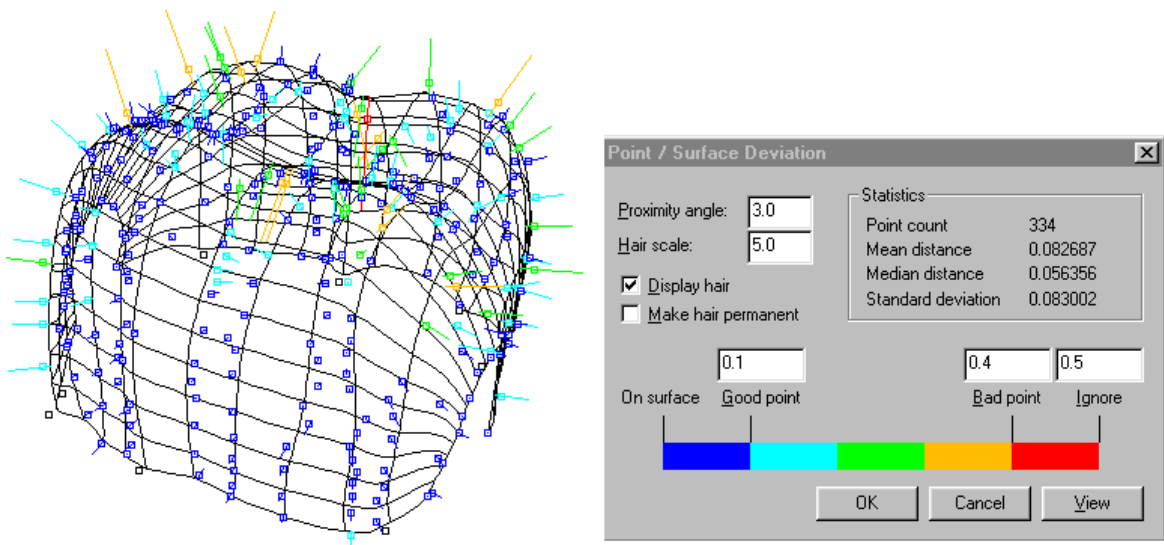 Point / Surface Deviation
Proximity angle: 3.0
Hair scale: 5.0
Display hair
Make hair permanent
Statistics
Point count 334
Mean distance 0.082687
Median distance 0.056356
Standard deviation 0.083002
0.1 0.4 0.5
On surface Good point Bad point Ignore
OK Cancel View